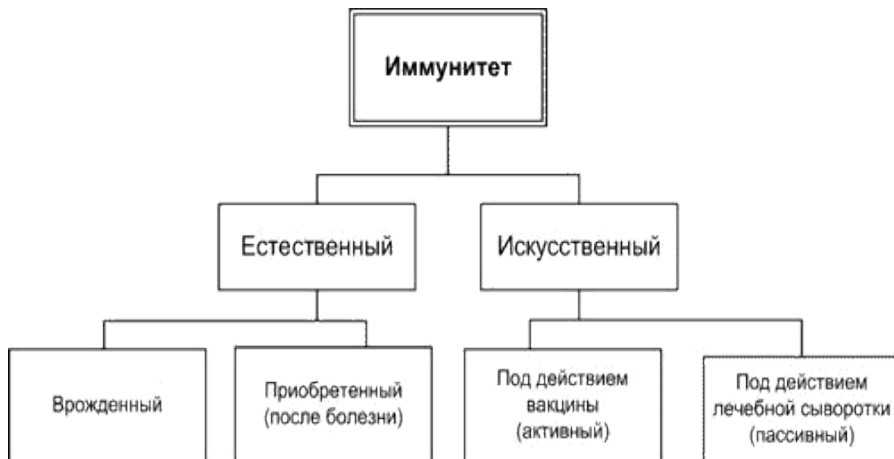 Иммунитет
Естественный
Искусственный
Врожденный
Приобретенный
(после болезни)
Под действием
вакцины
(активный)
Под действием
лечебной сыворотки
(пассивный)